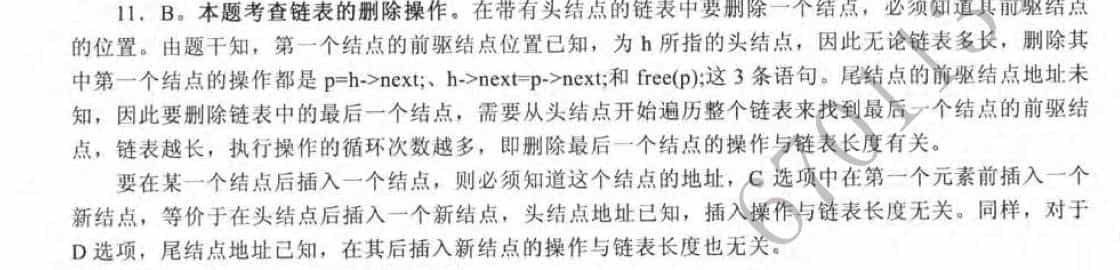 11. B。本题考查链表的删除操作。在带有头结点的链表中要删除一个结点，必须知道其前驱结点
的位置。由题干知，第一个结点的前驱结点位置已知，为 h 所指的头结点，因此无论链表多长，删除其
中第一个结点的操作都是 p=h->next;、h->next=p->next;和 free(p);这 3 条语句。尾结点的前驱结点地址未
知，因此要删除链表中的最后一个结点，需要从头结点开始遍历整个链表来找到最后一个结点的前驱结
点，链表越长，执行操作的循环次数越多，即删除最后一个结点的操作与链表长度有关。
要在某一个结点后插入一个结点，则必须知道这个结点的地址，C 选项中在第一个元素前插入一个
新结点，等价于在头结点后插入一个新结点，头结点地址已知，插入操作与链表长度无关。同样，对于
D 选项，尾结点地址已知，在其后插入新结点的操作与链表长度也无关。